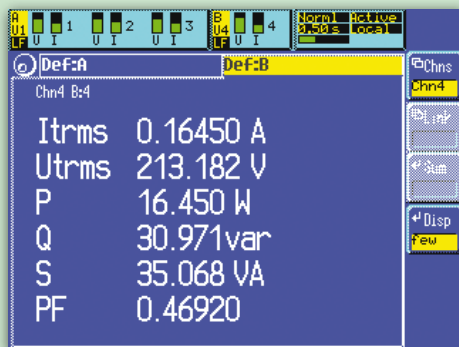 A U1 LF U I 1 U I 2 U I 3 B U4 LF U I 4 Norml Active
0.50s local
Def:A Def:B
Chn4 B:4
Itrms 0.16450 A
Utrms 213.182 V
P 16.450 W
Q 30.971var
S 35.068 VA
PF 0.46920
Chns
Chn4
Link
Sum
Disp
few